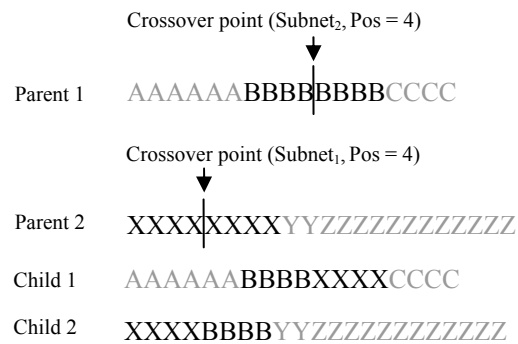 Crossover point (Subnet₂, Pos = 4)
Parent 1 AAAAAABBBBBBBBCCCC
Crossover point (Subnet₁, Pos = 4)
Parent 2 XXXXXXXXYYZZZZZZZZZZZZ
Child 1 AAAAAABBBBXXXXCCCC
Child 2 XXXXBBBBYYZZZZZZZZZZZZ